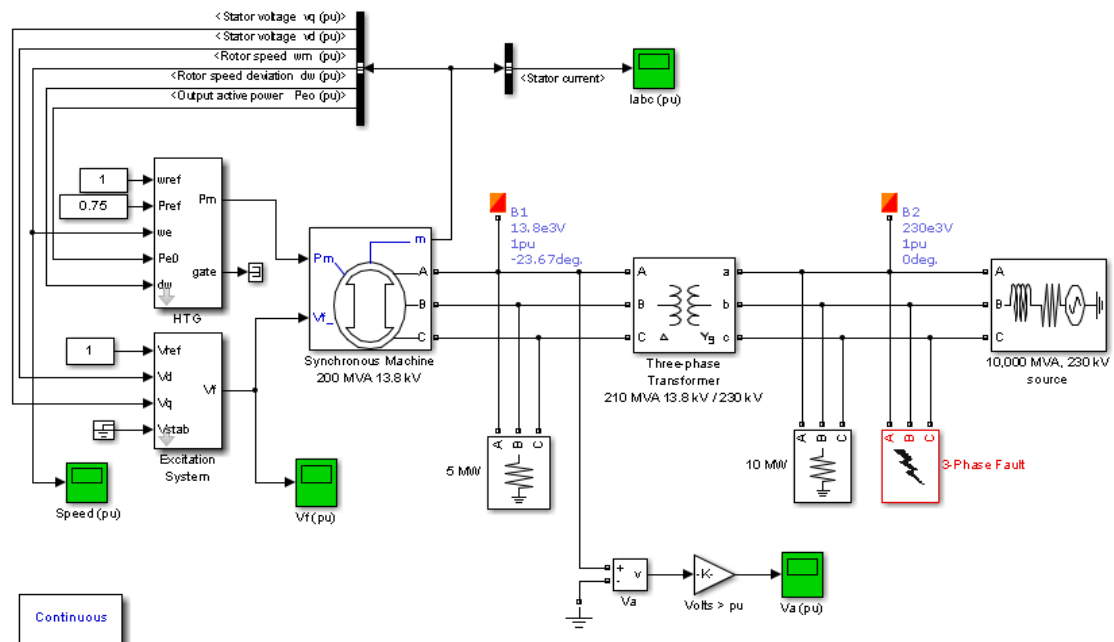 <Stator voltage vq (pu)>
<Stator voltage vd (pu)>
<Rotor speed wm (pu)>
<Rotor speed deviation dw (pu)>
<Output active power Peo (pu)>
<Stator current>
Iabc (pu)
1
0.75
wref
Pref
we
Pe0
dw
Pm
gate
HTG
1
Vref
Vd
Vq
Vstab
Vf
Excitation
System
Speed (pu)
Vf (pu)
Pm
Vf_
m
A
B
C
Synchronous Machine
200 MVA 13.8 kV
B1
13.8e3V
1pu
-23.67deg.
A
B
C
5 MW
A
B
C
a
b
c
Δ
Yg
Three-phase
Transformer
210 MVA 13.8 kV / 230 kV
B2
230e3V
1pu
0deg.
A
B
C
10 MW
A
B
C
3-Phase Fault
A
B
C
10,000 MVA, 230 kV
source
+
-
v
Va
-K-
Volts > pu
Va (pu)
Continuous